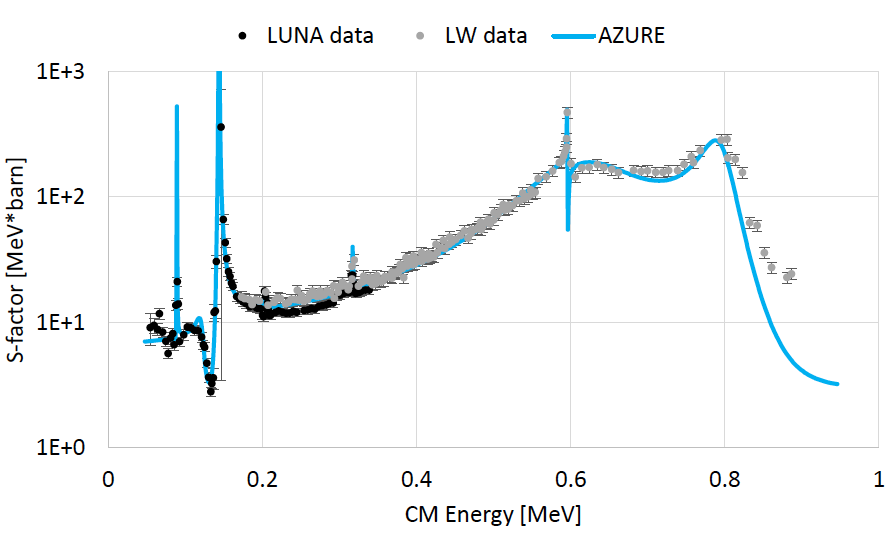 LUNA data LW data AZURE
1E+3
1E+2
1E+1
1E+0
S-factor [MeV*barn]
0 0.2 0.4 0.6 0.8 1
CM Energy [MeV]